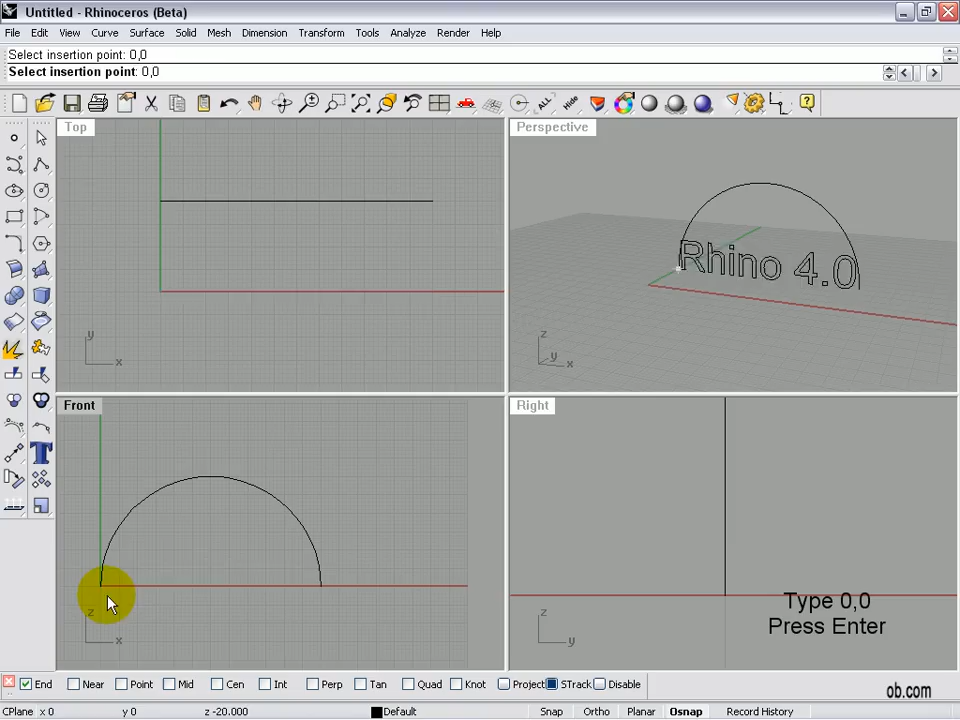 Untitled - Rhinoceros (Beta)
File Edit View Curve Surface Solid Mesh Dimension Transform Tools Analyze Render Help
Select insertion point: 0,0
Select insertion point: 0,0
ALL Hide
Top
y
x
Perspective
Rhino 4.0
z
y
x
Front
z
x
Right
z
y
T
Type 0,0
Press Enter
End Near Point Mid Cen Int Perp Tan Quad Knot Project STrack Disable
ob.com
CPlane x 0 y 0 z -20.000 Default Snap Ortho Planar Osnap Record History